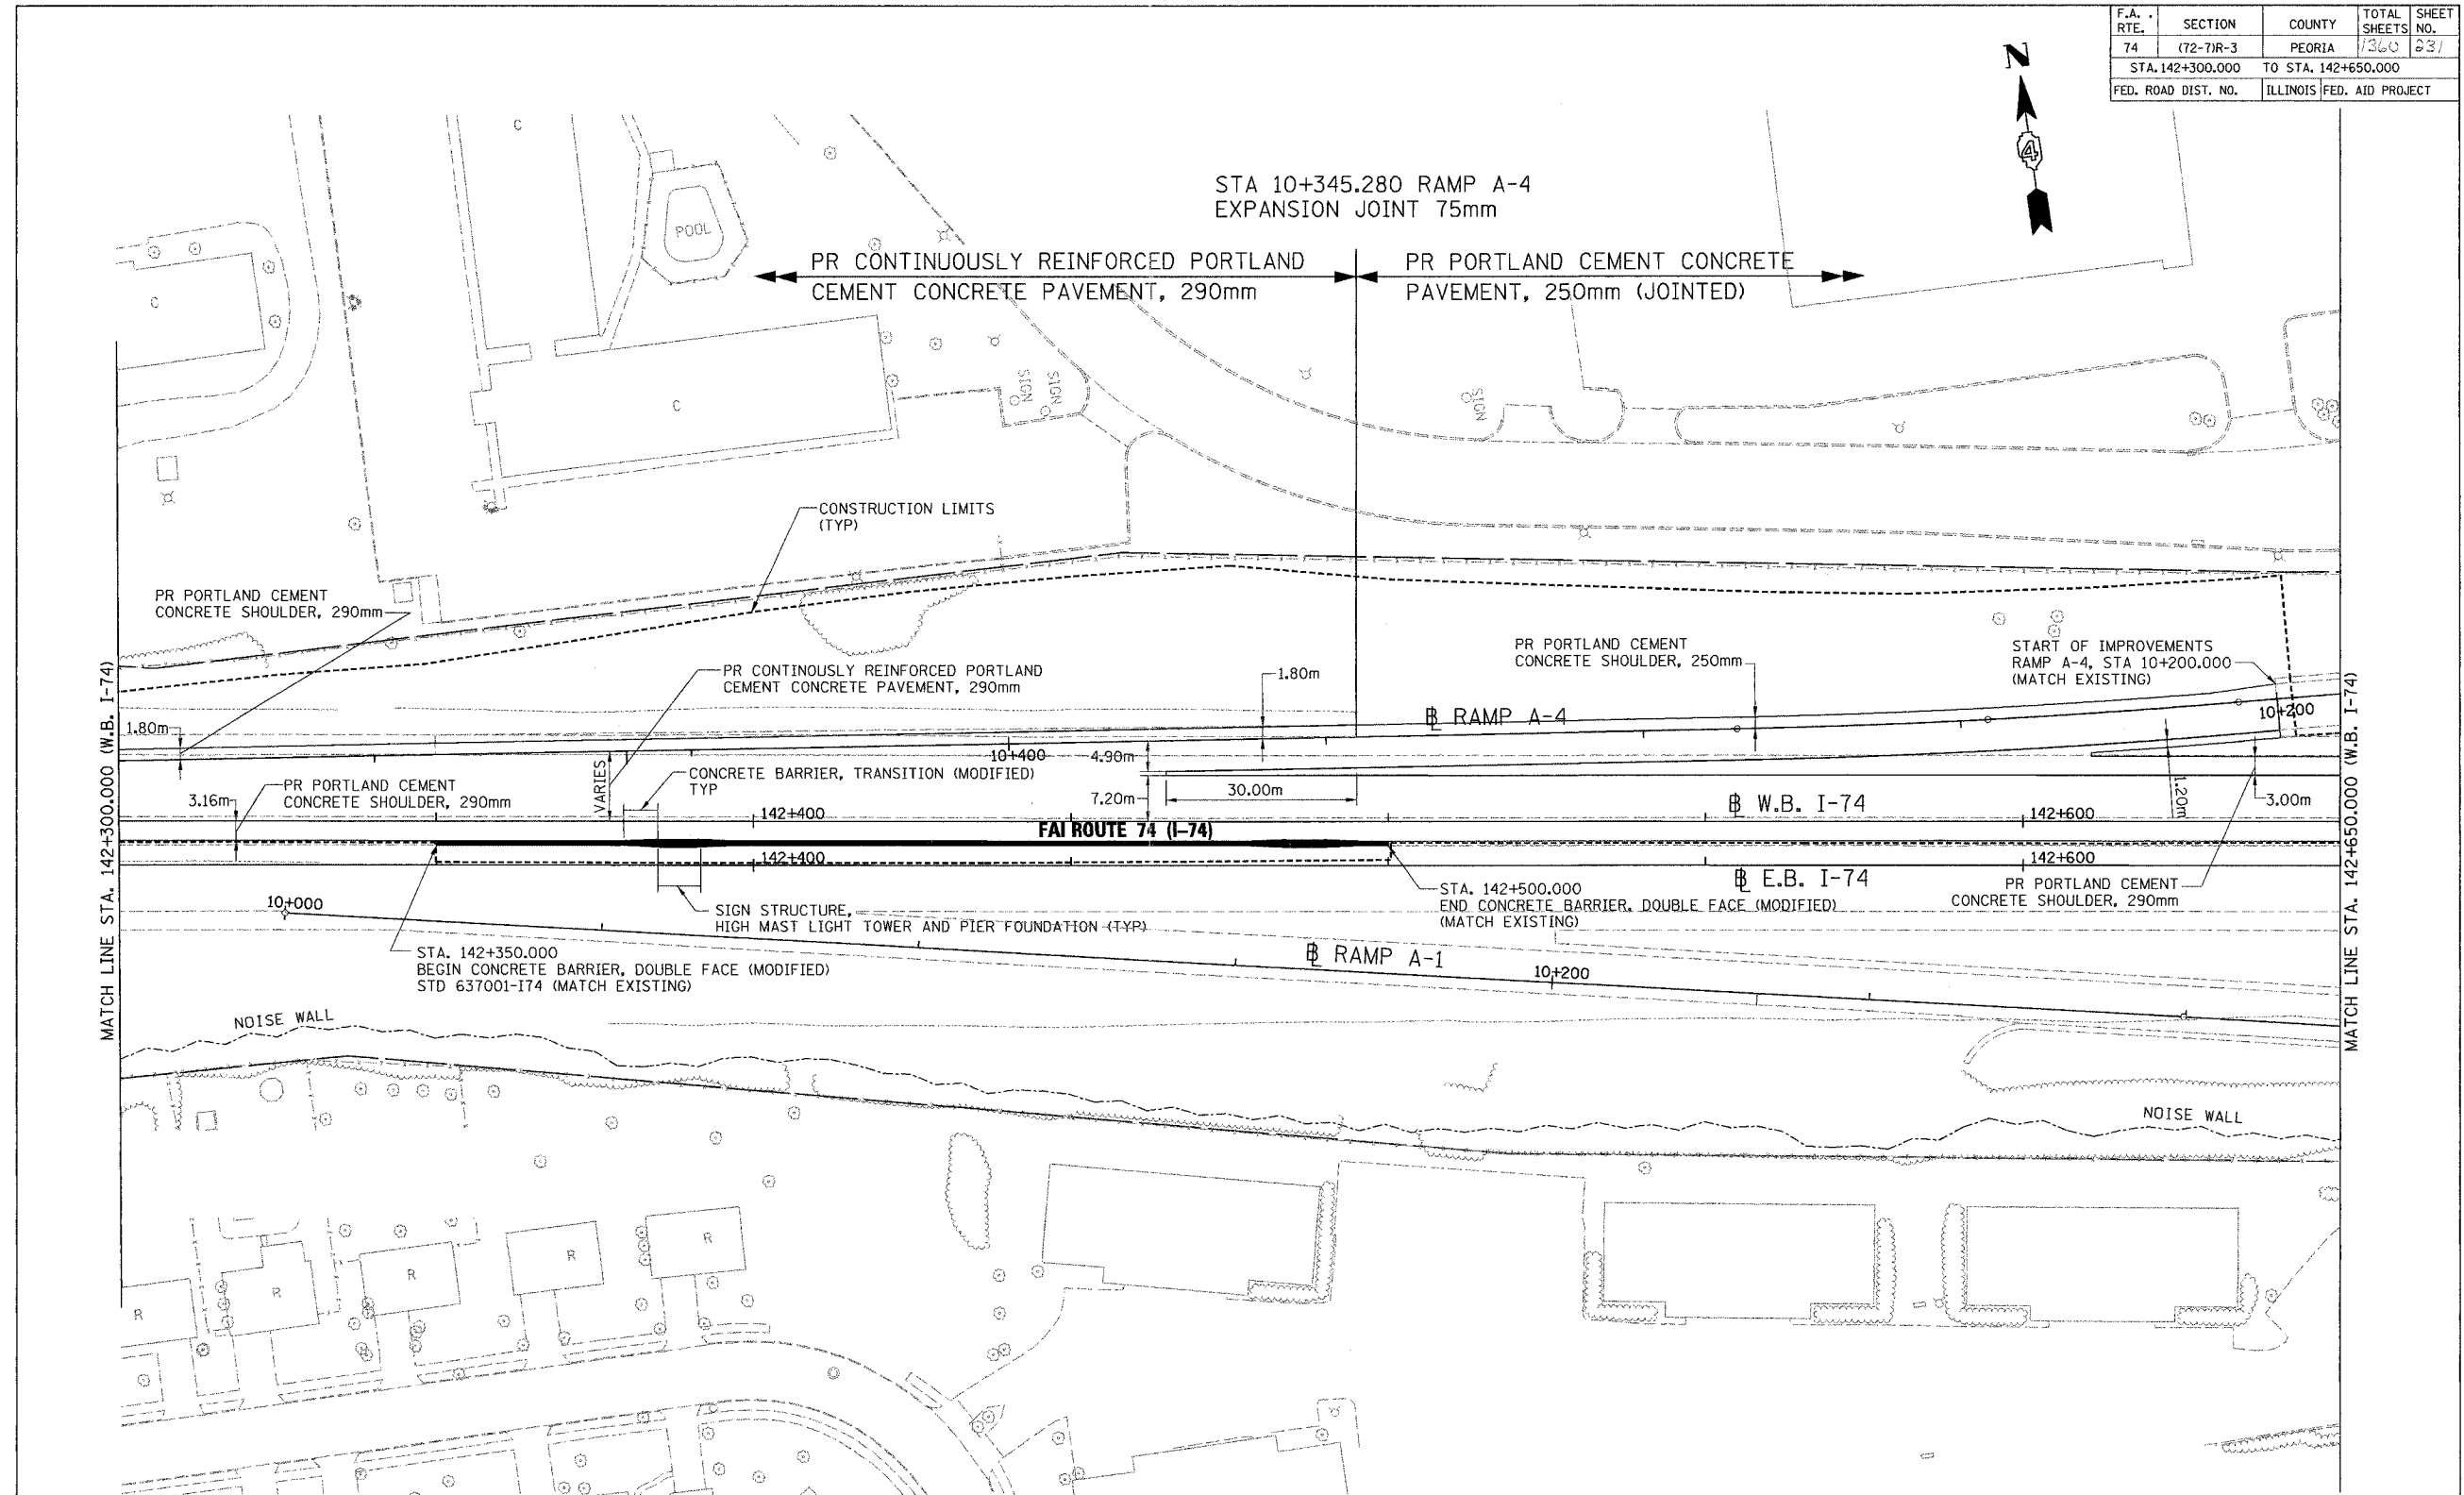 F.A. . RTE. SECTION COUNTY TOTAL SHEETS SHEET NO.
74 (72-7)R-3 PEORIA 1360 231
STA. 142+300.000 TO STA. 142+650.000
FED. ROAD DIST. NO. ILLINOIS FED. AID PROJECT
N
4
C
POOL
C
C
STA 10+345.280 RAMP A-4
EXPANSION JOINT 75mm
PR CONTINUOUSLY REINFORCED PORTLAND
CEMENT CONCRETE PAVEMENT, 290mm
PR PORTLAND CEMENT CONCRETE
PAVEMENT, 250mm (JOINTED)
SIGN
SIGN
SIGN
CONSTRUCTION LIMITS
(TYP)
PR PORTLAND CEMENT
CONCRETE SHOULDER, 290mm
PR CONTINOUSLY REINFORCED PORTLAND
CEMENT CONCRETE PAVEMENT, 290mm
1.80m
PR PORTLAND CEMENT
CONCRETE SHOULDER, 250mm
START OF IMPROVEMENTS
RAMP A-4, STA 10+200.000
(MATCH EXISTING)
1.80m
℄ RAMP A-4
10+200
10+400
4.90m
VARIES
CONCRETE BARRIER, TRANSITION (MODIFIED)
TYP
PR PORTLAND CEMENT
CONCRETE SHOULDER, 290mm
3.16m
7.20m
30.00m
1.20m
3.00m
℄ W.B. I-74
142+400
142+600
FAI ROUTE 74 (I-74)
142+400
142+600
℄ E.B. I-74
10+000
SIGN STRUCTURE,
HIGH MAST LIGHT TOWER AND PIER FOUNDATION (TYP)
STA. 142+500.000
END CONCRETE BARRIER, DOUBLE FACE (MODIFIED)
(MATCH EXISTING)
PR PORTLAND CEMENT
CONCRETE SHOULDER, 290mm
STA. 142+350.000
BEGIN CONCRETE BARRIER, DOUBLE FACE (MODIFIED)
STD 637001-I74 (MATCH EXISTING)
℄ RAMP A-1
10+200
MATCH LINE STA. 142+300.000 (W.B. I-74)
MATCH LINE STA. 142+650.000 (W.B. I-74)
NOISE WALL
NOISE WALL
R
R
R
R
R